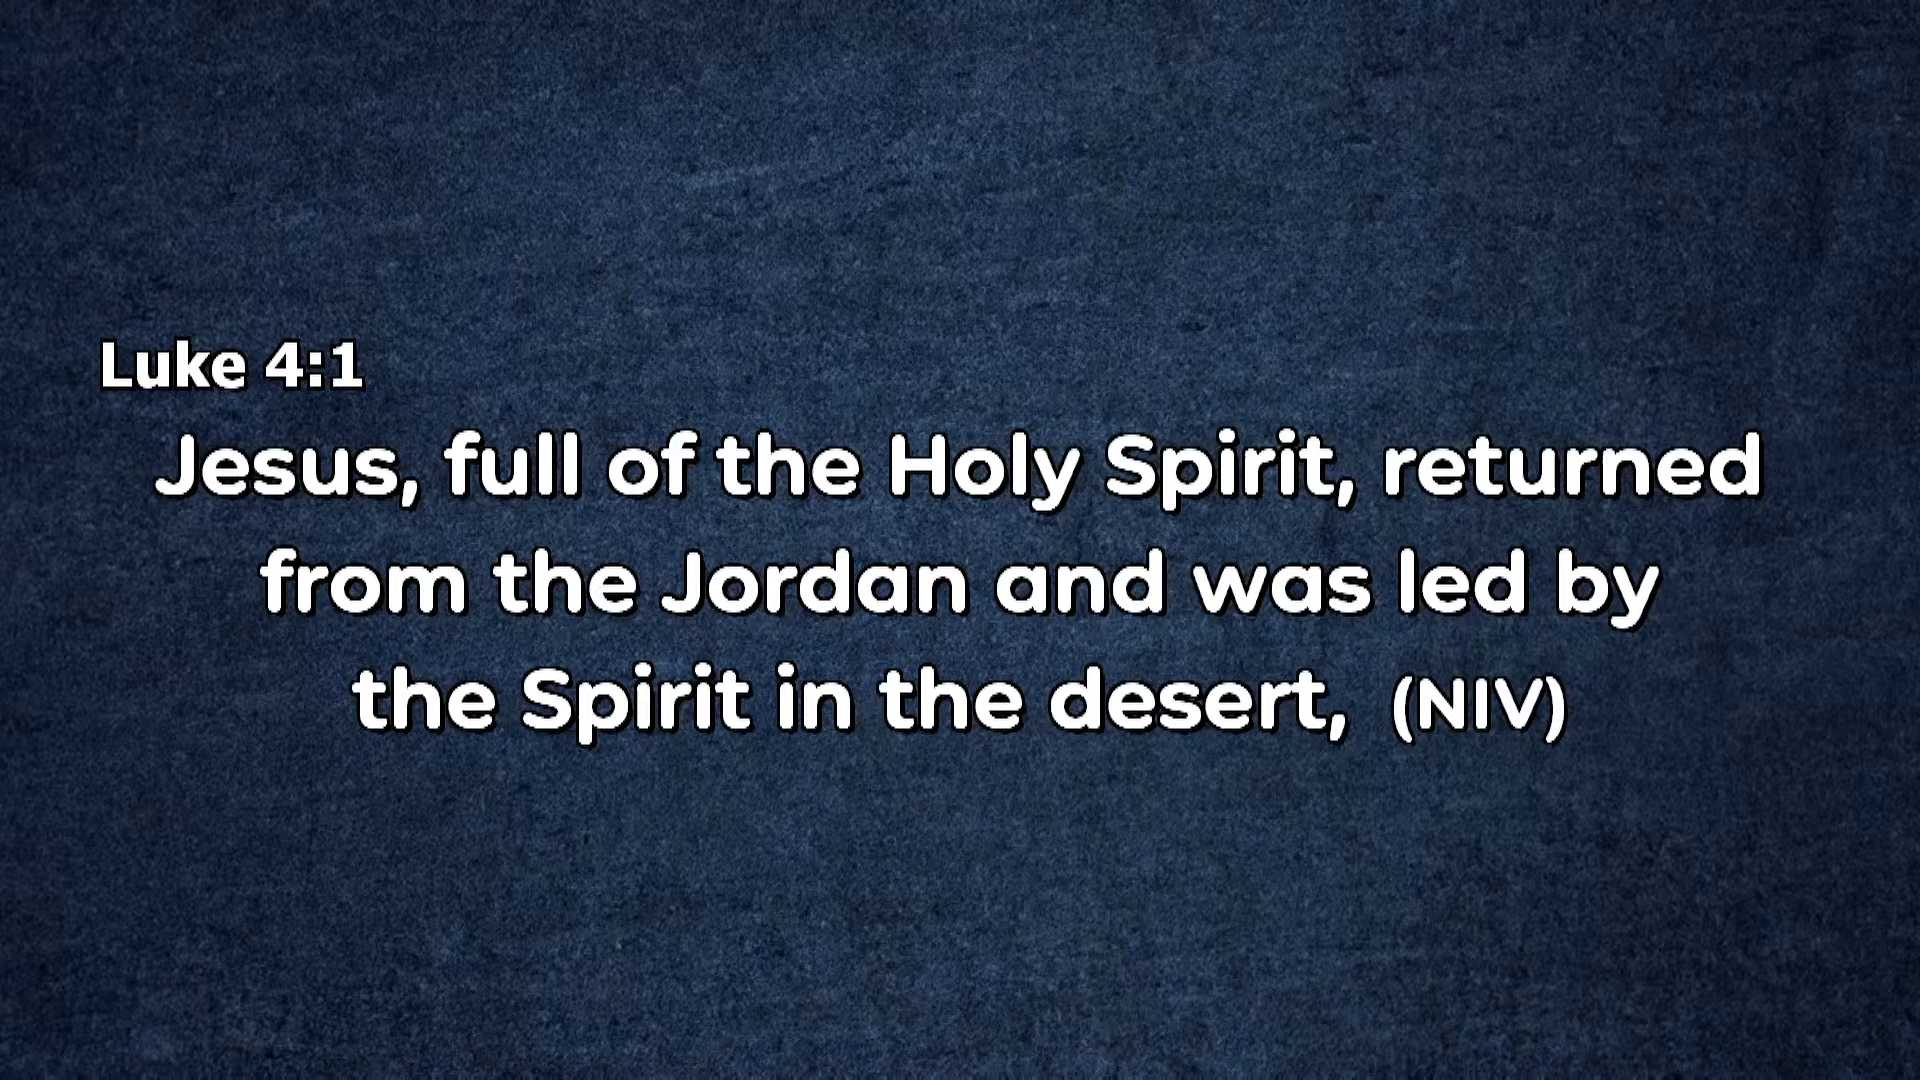 Luke 4:1
Jesus, full of the Holy Spirit, returned
from the Jordan and was led by
the Spirit in the desert, (NIV)